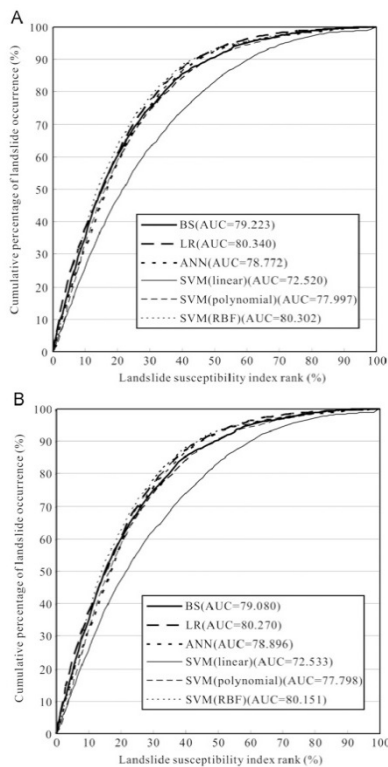 A
Cumulative percentage of landslide occurrence (%)
100
90
80
70
60
50
40
30
20
10
0
BS(AUC=79.223)
LR(AUC=80.340)
ANN(AUC=78.772)
SVM(linear)(AUC=72.520)
SVM(polynomial)(AUC=77.997)
SVM(RBF)(AUC=80.302)
0 10 20 30 40 50 60 70 80 90 100
Landslide susceptibility index rank (%)
B
Cumulative percentage of landslide occurrence (%)
100
90
80
70
60
50
40
30
20
10
0
BS(AUC=79.080)
LR(AUC=80.270)
ANN(AUC=78.896)
SVM(linear)(AUC=72.533)
SVM(polynomial)(AUC=77.798)
SVM(RBF)(AUC=80.151)
0 10 20 30 40 50 60 70 80 90 100
Landslide susceptibility index rank (%)